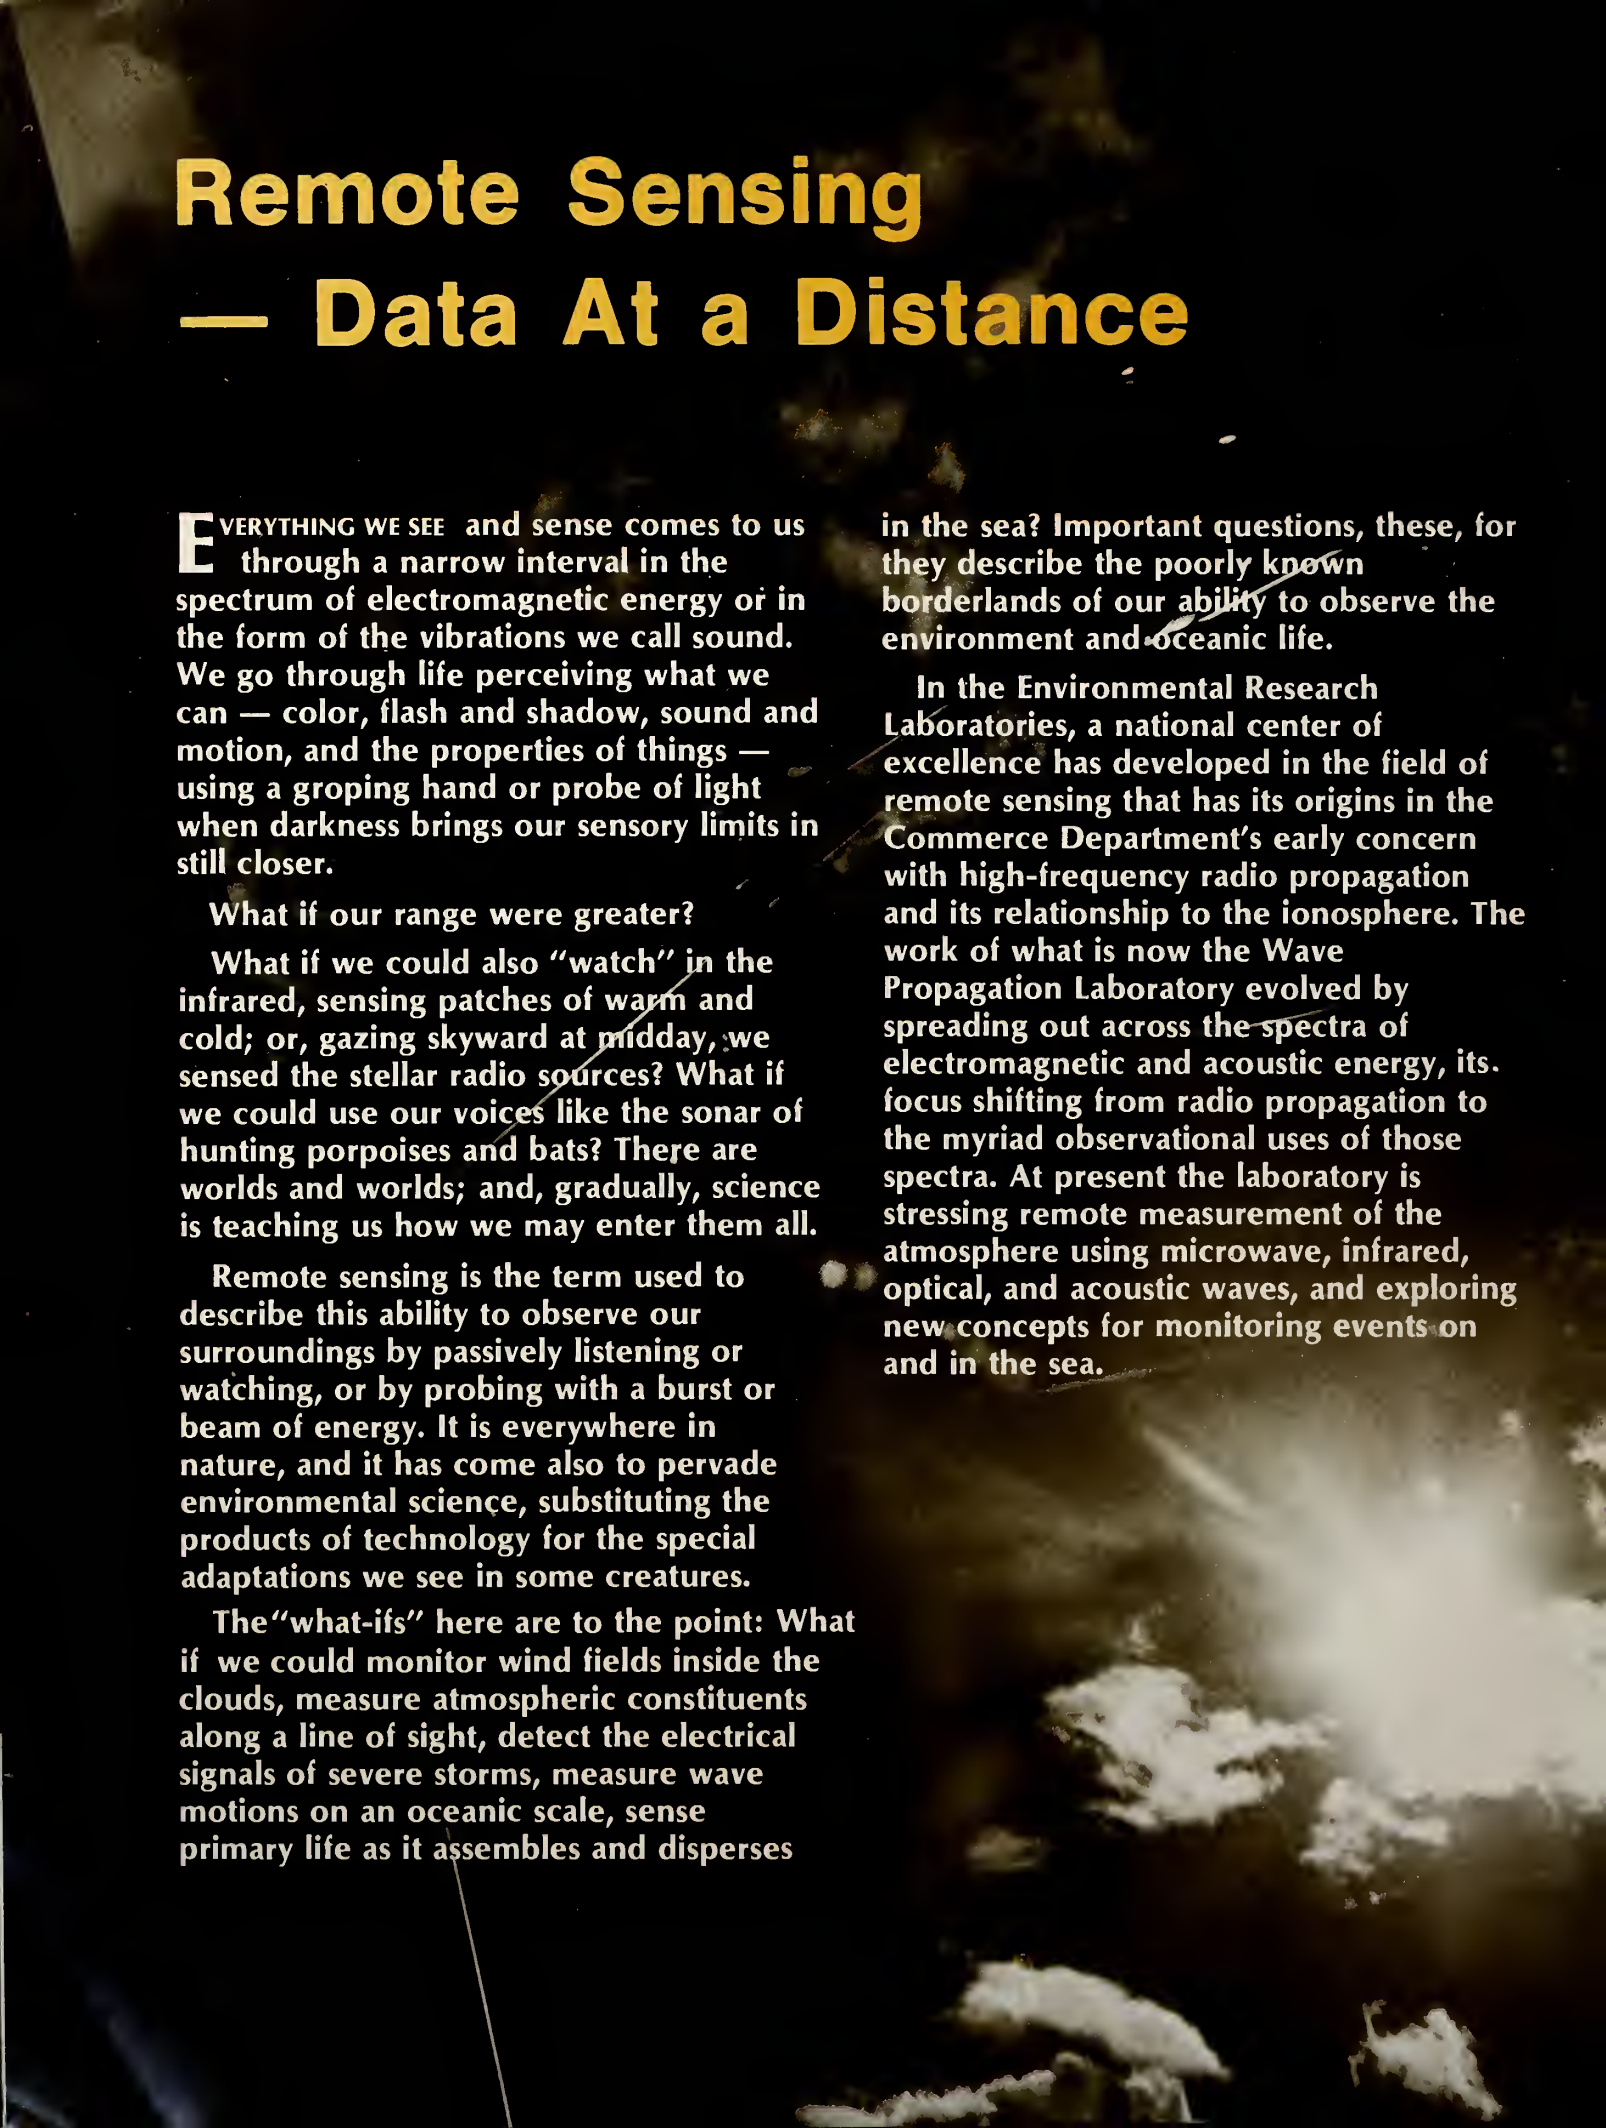 Remote Sensing
— Data At a Distance
EVERYTHING WE SEE and sense comes to us
through a narrow interval in the
spectrum of electromagnetic energy or in
the form of the vibrations we call sound.
We go through life perceiving what we
can — color, flash and shadow, sound and
motion, and the properties of things —
using a groping hand or probe of light
when darkness brings our sensory limits in
still closer.
What if our range were greater?
What if we could also "watch" in the
infrared, sensing patches of warm and
cold; or, gazing skyward at midday, we
sensed the stellar radio sources? What if
we could use our voices like the sonar of
hunting porpoises and bats? There are
worlds and worlds; and, gradually, science
is teaching us how we may enter them all.
Remote sensing is the term used to
describe this ability to observe our
surroundings by passively listening or
watching, or by probing with a burst or
beam of energy. It is everywhere in
nature, and it has come also to pervade
environmental science, substituting the
products of technology for the special
adaptations we see in some creatures.
The "what-ifs" here are to the point: What
if we could monitor wind fields inside the
clouds, measure atmospheric constituents
along a line of sight, detect the electrical
signals of severe storms, measure wave
motions on an oceanic scale, sense
primary life as it assembles and disperses
in the sea? Important questions, these, for
they describe the poorly known
borderlands of our ability to observe the
environment and oceanic life.
In the Environmental Research
Laboratories, a national center of
excellence has developed in the field of
remote sensing that has its origins in the
Commerce Department's early concern
with high-frequency radio propagation
and its relationship to the ionosphere. The
work of what is now the Wave
Propagation Laboratory evolved by
spreading out across the spectra of
electromagnetic and acoustic energy, its
focus shifting from radio propagation to
the myriad observational uses of those
spectra. At present the laboratory is
stressing remote measurement of the
atmosphere using microwave, infrared,
optical, and acoustic waves, and exploring
new concepts for monitoring events on
and in the sea.